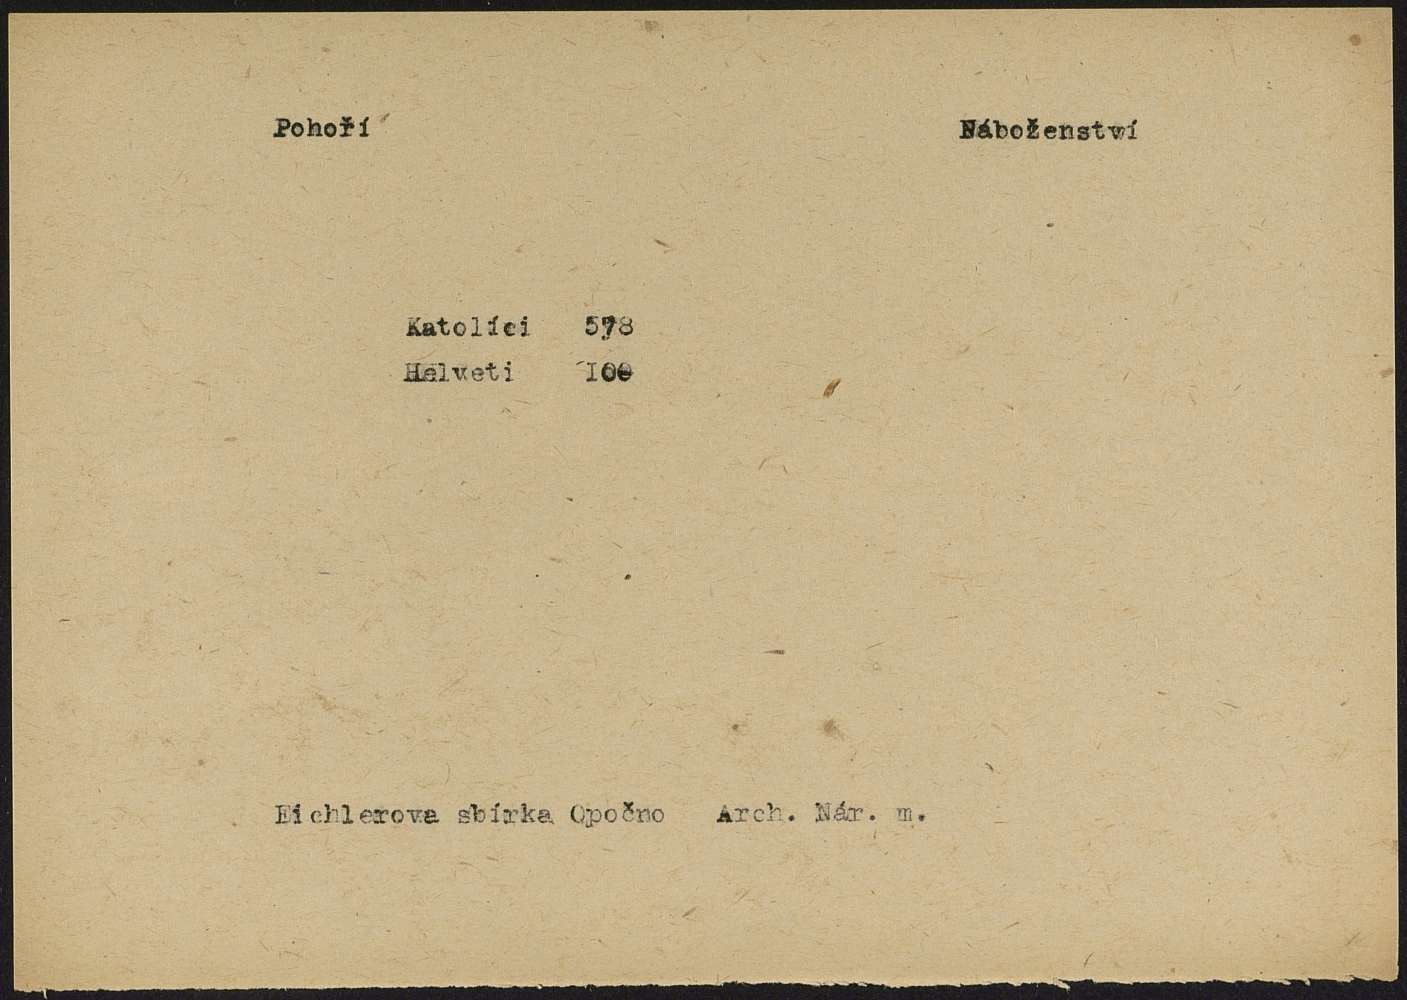 Pohoří Náboženství
Katolíci 578
Helveti 100
Eichlerova sbírka Opočno Arch. Nár. m.